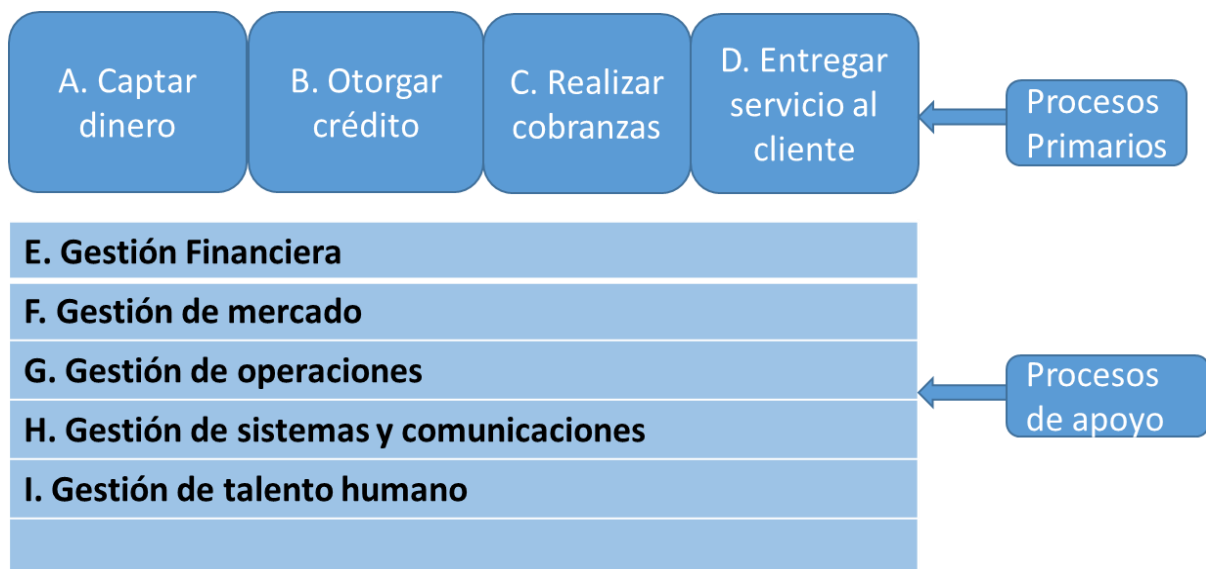 A. Captar
dinero
B. Otorgar
crédito
C. Realizar
cobranzas
D. Entregar
servicio al
cliente
Procesos
Primarios
E. Gestión Financiera
F. Gestión de mercado
G. Gestión de operaciones
H. Gestión de sistemas y comunicaciones
I. Gestión de talento humano
Procesos
de apoyo